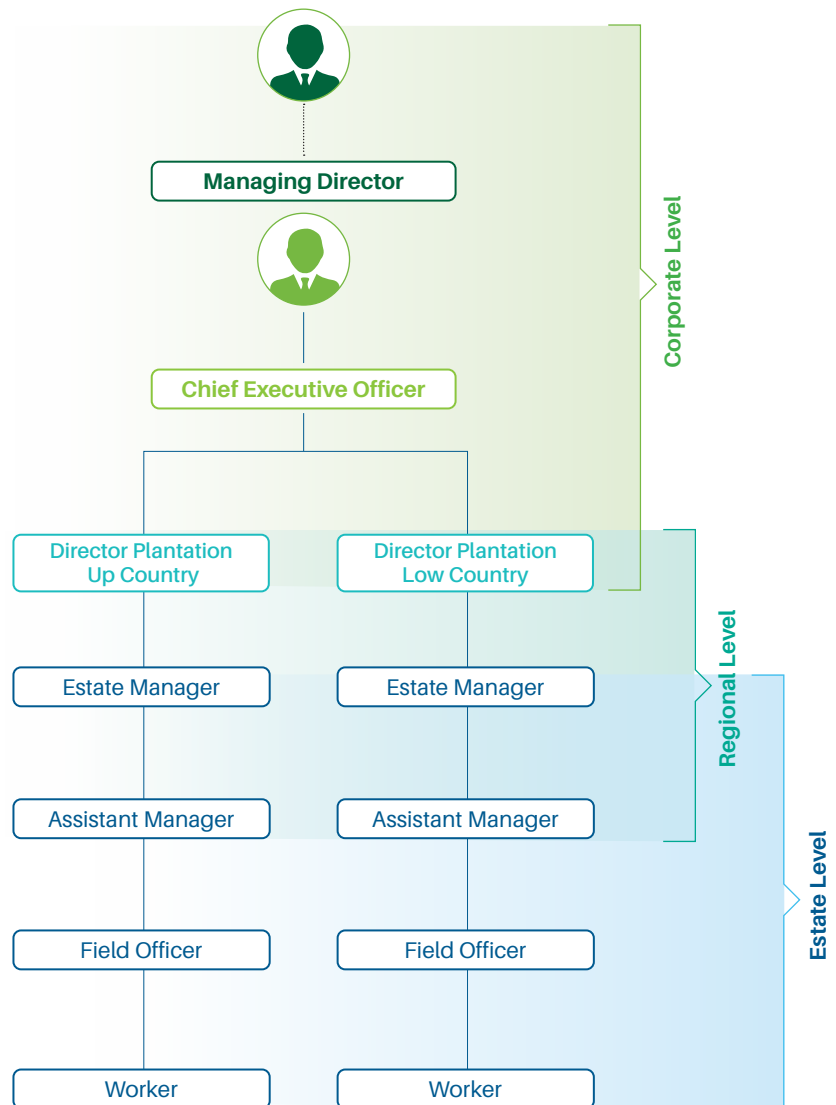 Managing Director
Corporate Level
Chief Executive Officer
Director Plantation
Up Country
Director Plantation
Low Country
Regional Level
Estate Manager
Estate Manager
Assistant Manager
Assistant Manager
Estate Level
Field Officer
Field Officer
Worker
Worker